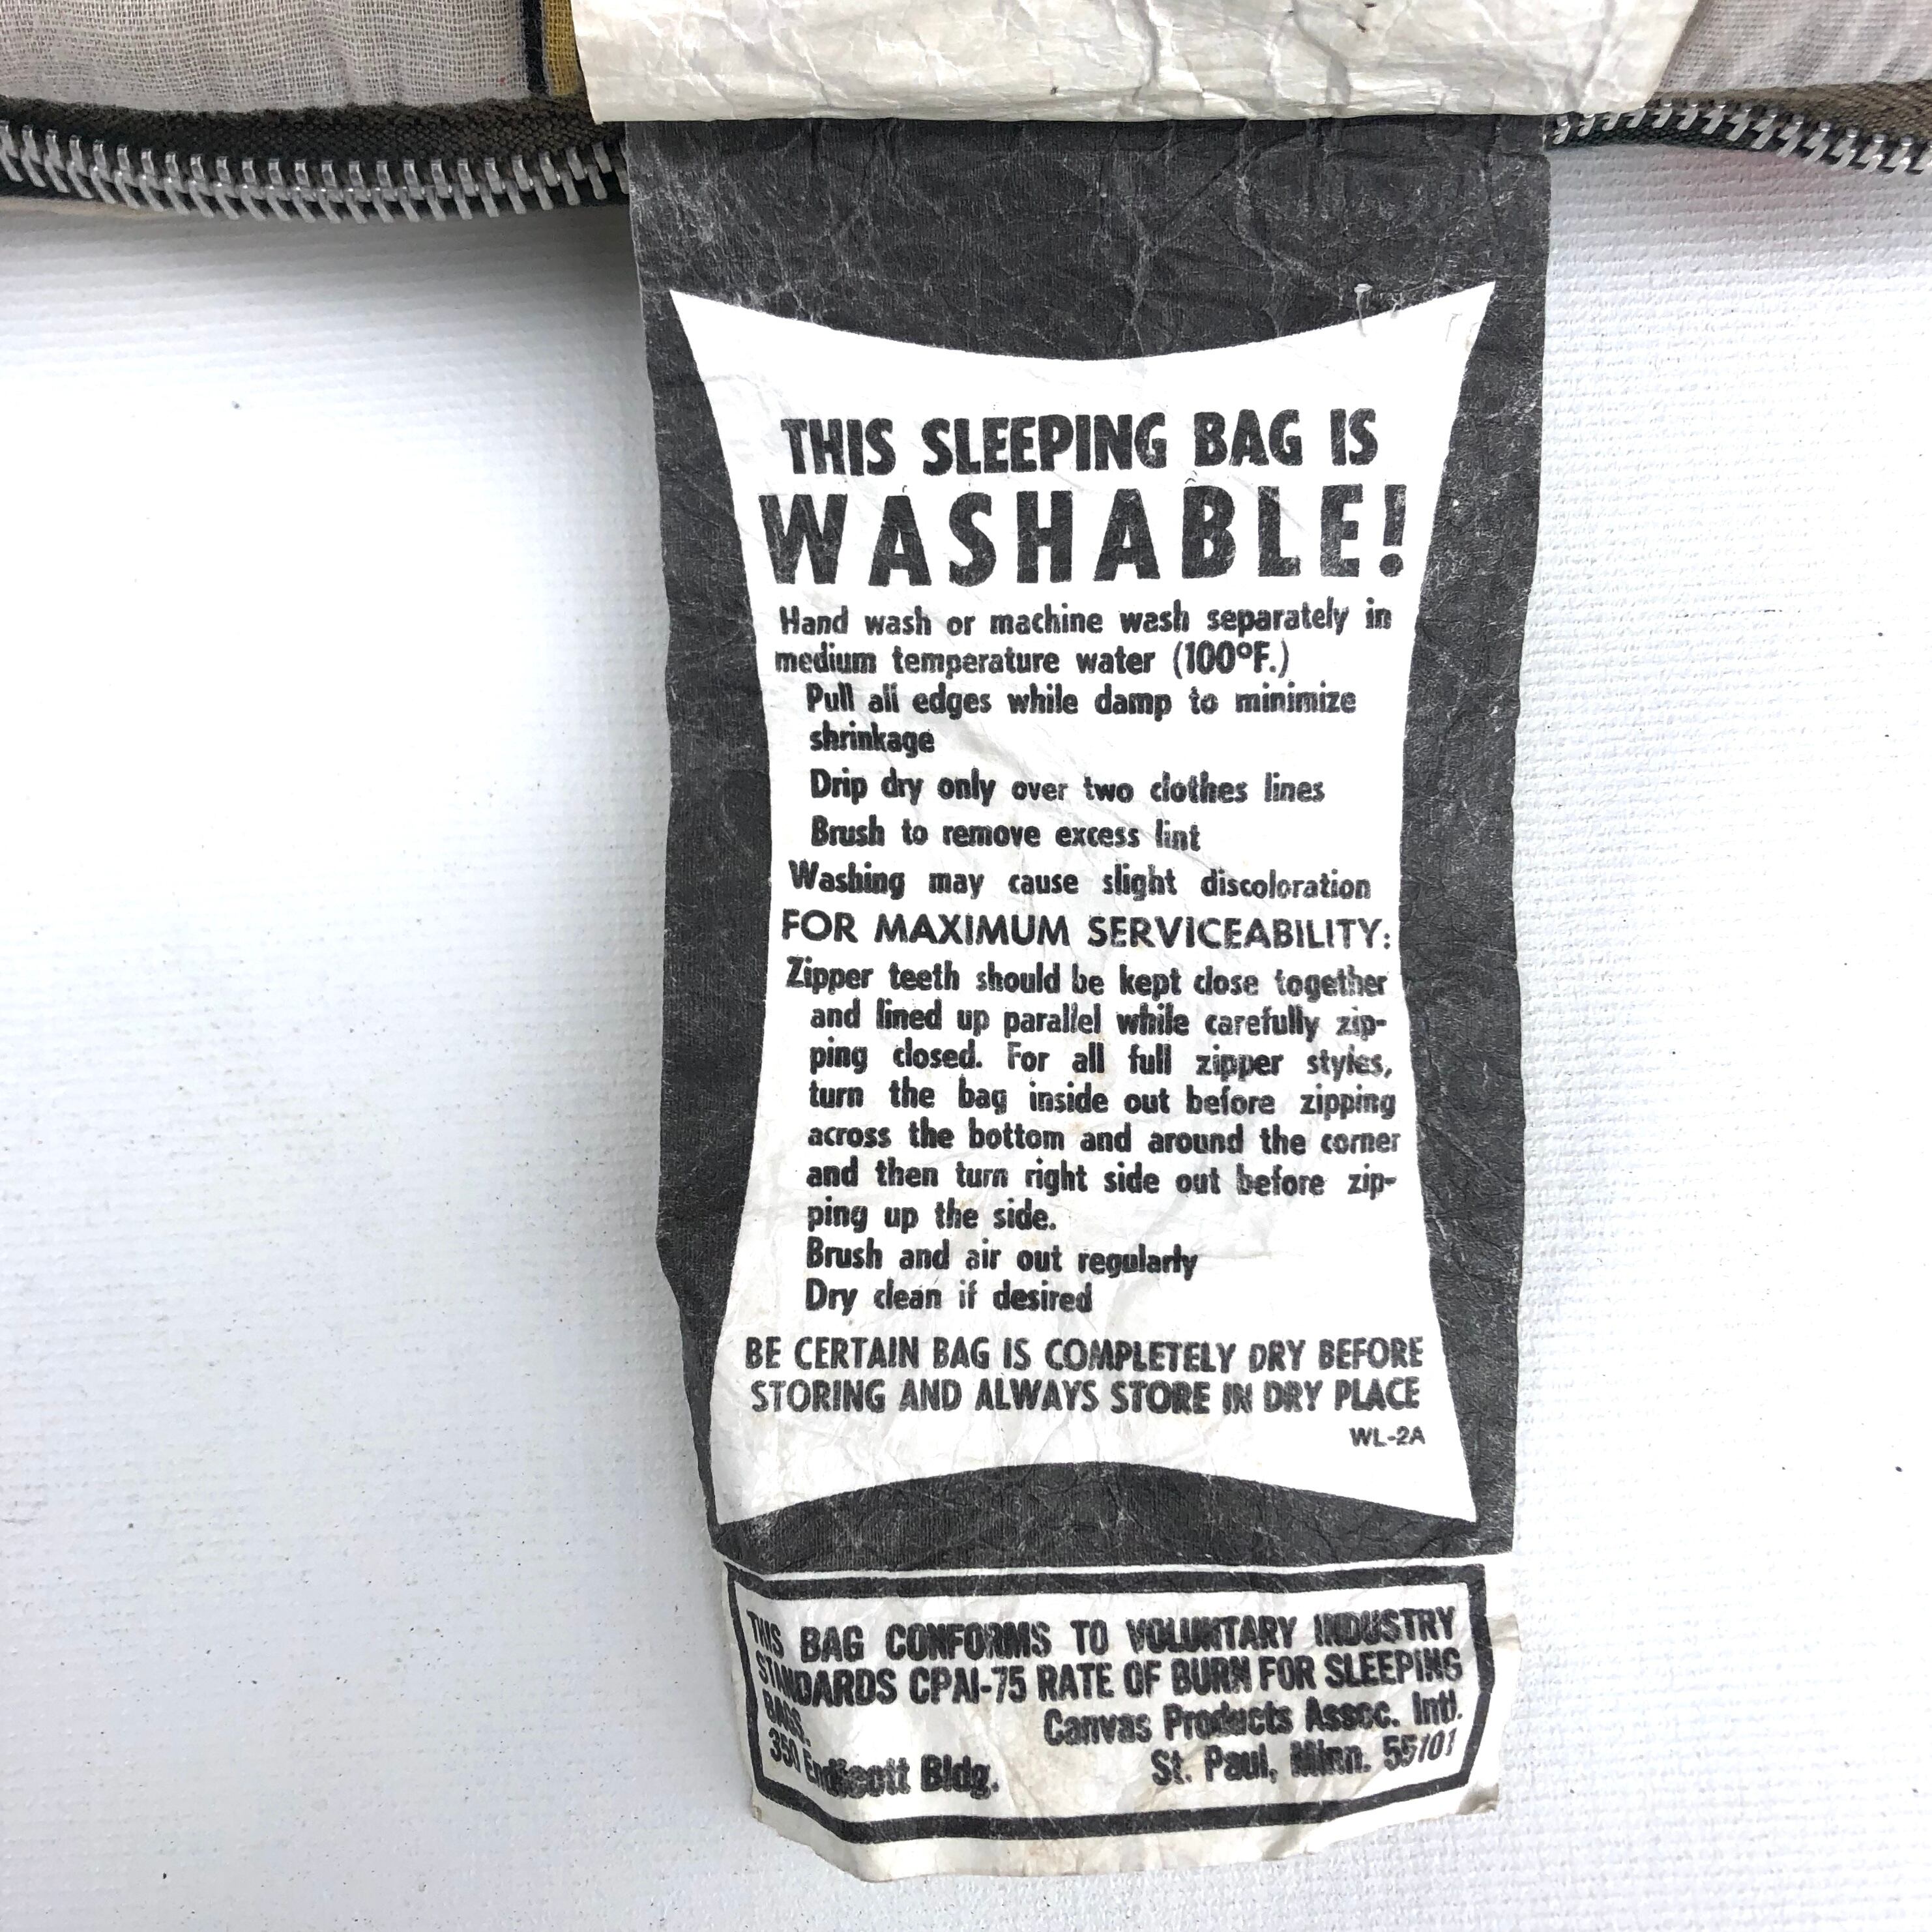 THIS SLEEPING BAG IS
WASHABLE!
Hand wash or machine wash separately in
medium temperature water (100°F.)
Pull all edges while damp to minimize
shrinkage
Drip dry only over two clothes lines
Brush to remove excess lint
Washing may cause slight discoloration
FOR MAXIMUM SERVICEABILITY:
Zipper teeth should be kept close together
and lined up parallel while carefully zip-
ping closed. For all full zipper styles,
turn the bag inside out before zipping
across the bottom and around the corner
and then turn right side out before zip-
ping up the side.
Brush and air out regularly
Dry clean if desired
BE CERTAIN BAG IS COMPLETELY DRY BEFORE
STORING AND ALWAYS STORE IN DRY PLACE
WL-2A
THIS BAG CONFORMS TO VOLUNTARY INDUSTRY
STANDARDS CPAI-75 RATE OF BURN FOR SLEEPING
BAGS.
Canvas Products Assoc. Intl.
350 Endicott Bldg. St. Paul, Minn. 55101